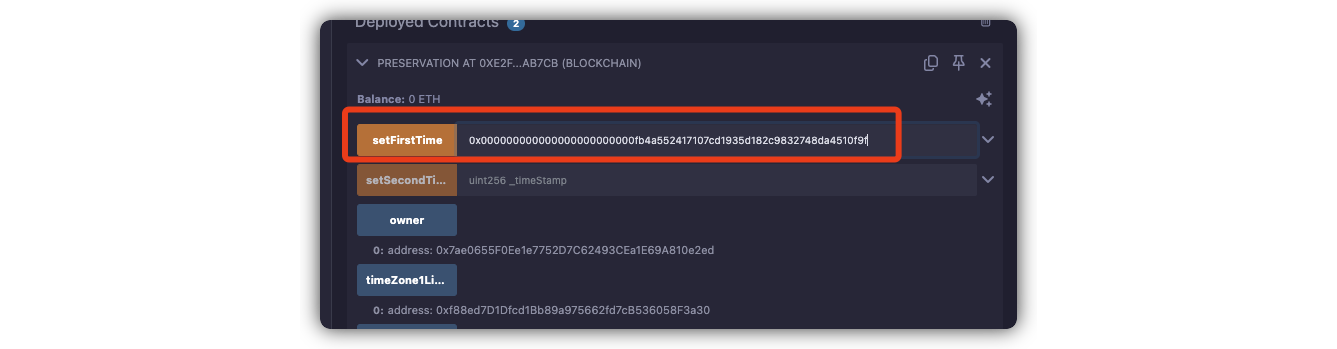 Deployed Contracts 2
PRESERVATION AT 0XE2F...AB7CB (BLOCKCHAIN)
Balance: 0 ETH
setFirstTime 0x000000000000000000000000fb4a552417107cd1935d182c9832748da4510f9f
setSecondTi... uint256 _timeStamp
owner
0: address: 0x7ae0655F0Ee1e7752D7C62493CEa1E69A810e2ed
timeZone1Li...
0: address: 0xf88ed7D1Dfcd1Bb89a975662fd7cB536058F3a30